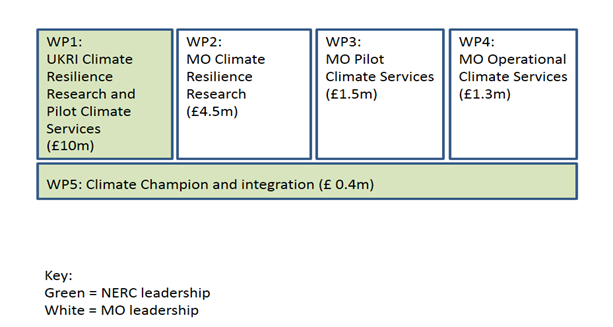 WP1:
UKRI Climate
Resilience
Research and
Pilot Climate
Services
(£10m)
WP2:
MO Climate
Resilience
Research
(£4.5m)
WP3:
MO Pilot
Climate Services
(£1.5m)
WP4:
MO Operational
Climate Services
(£1.3m)
WP5: Climate Champion and integration (£ 0.4m)
Key:
Green = NERC leadership
White = MO leadership